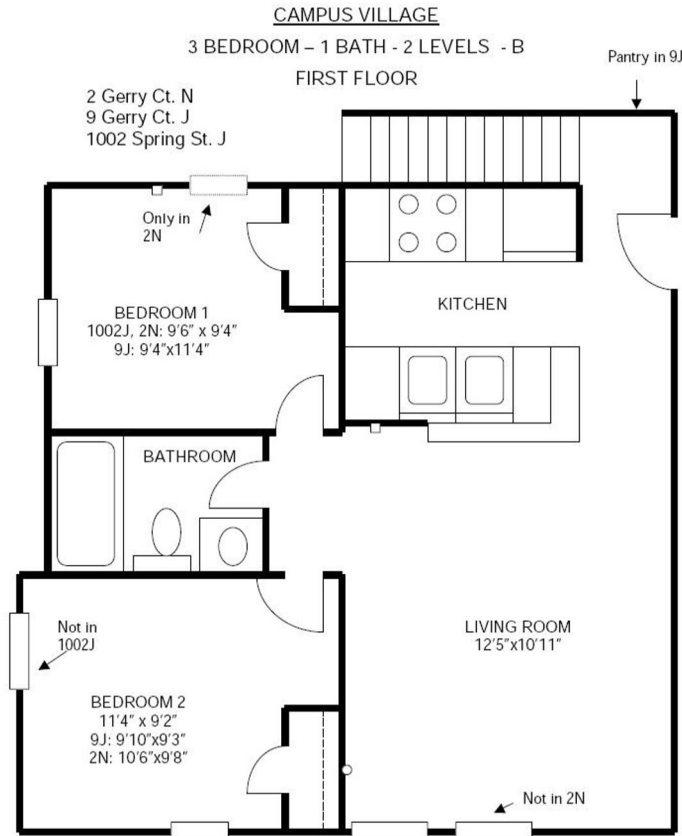 CAMPUS VILLAGE
3 BEDROOM – 1 BATH - 2 LEVELS - B
FIRST FLOOR
Pantry in 9J
2 Gerry Ct. N
9 Gerry Ct. J
1002 Spring St. J
Only in
2N
BEDROOM 1
1002J, 2N: 9'6" x 9'4"
9J: 9'4"x11'4"
KITCHEN
BATHROOM
Not in
1002J
LIVING ROOM
12'5"x10'11"
BEDROOM 2
11'4" x 9'2"
9J: 9'10"x9'3"
2N: 10'6"x9'8"
Not in 2N